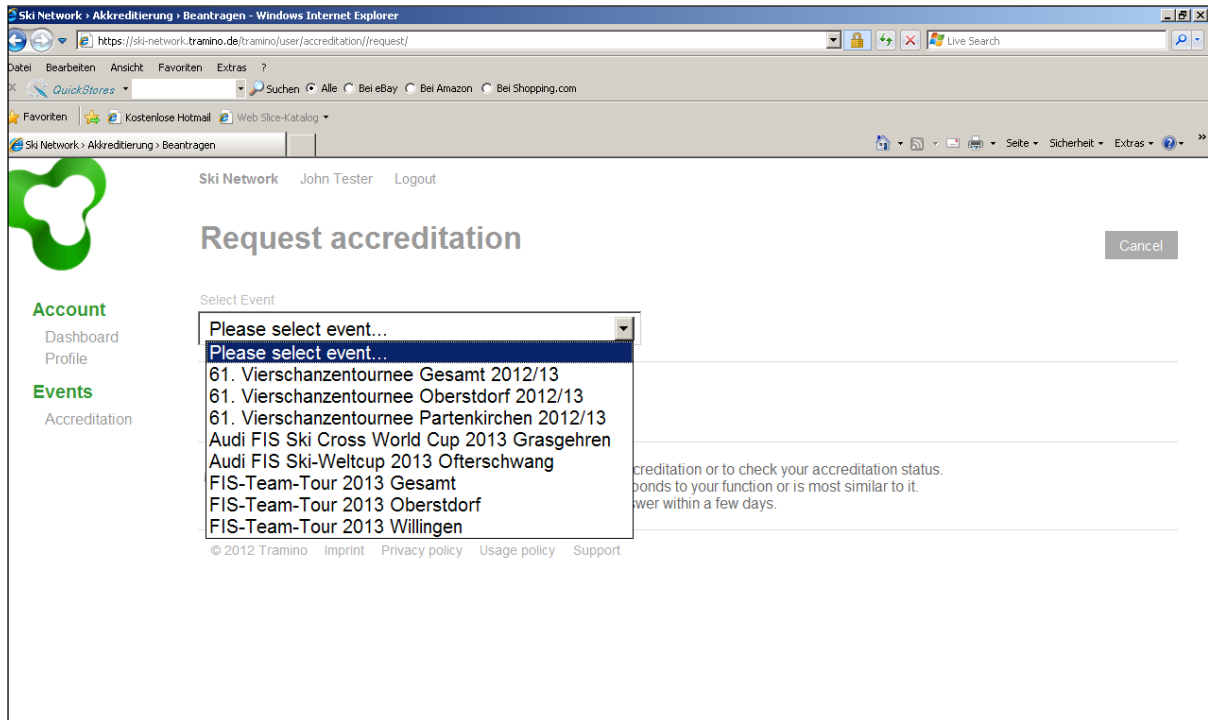 Ski Network › Akkreditierung › Beantragen - Windows Internet Explorer
https://ski-network.tramino.de/tramino/user/accreditation//request/
Live Search
Datei Bearbeiten Ansicht Favoriten Extras ?
QuickStores Suchen Alle Bei eBay Bei Amazon Bei Shopping.com
Favoriten Kostenlose Hotmail Web Slice-Katalog
Ski Network › Akkreditierung › Beantragen
Seite Sicherheit Extras
Ski Network John Tester Logout
Request accreditation
Cancel
Account
Dashboard
Profile
Events
Accreditation
Select Event
Please select event...
Please select event...
61. Vierschanzentournee Gesamt 2012/13
61. Vierschanzentournee Oberstdorf 2012/13
61. Vierschanzentournee Partenkirchen 2012/13
Audi FIS Ski Cross World Cup 2013 Grasgehren
Audi FIS Ski-Weltcup 2013 Ofterschwang
FIS-Team-Tour 2013 Gesamt
FIS-Team-Tour 2013 Oberstdorf
FIS-Team-Tour 2013 Willingen
creditation or to check your accreditation status.
ponds to your function or is most similar to it.
swer within a few days.
© 2012 Tramino Imprint Privacy policy Usage policy Support